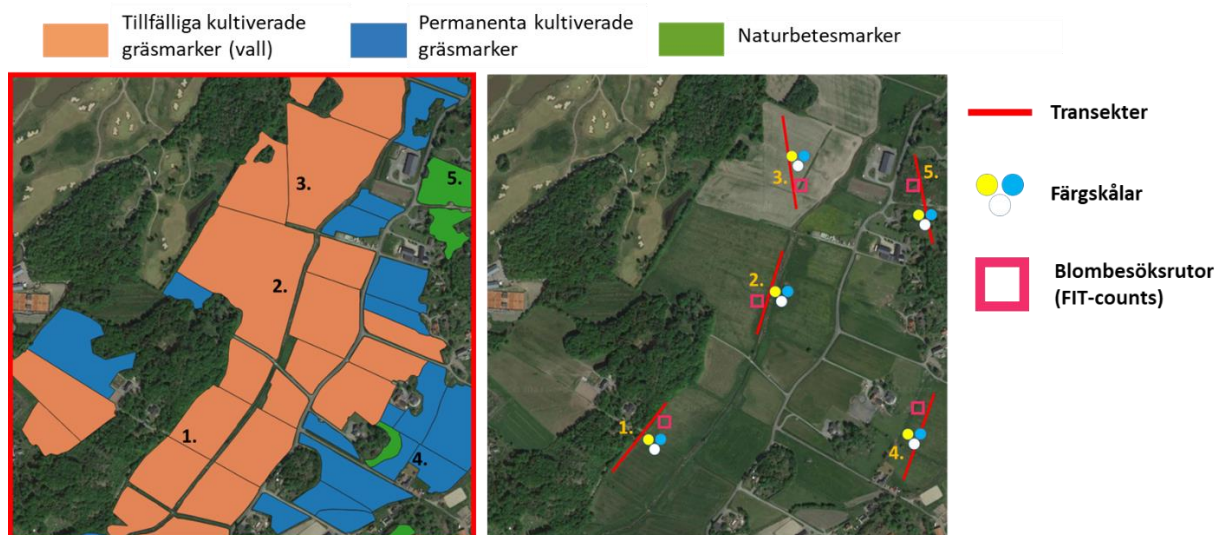 Tillfälliga kultiverade
gräsmarker (vall)
Permanenta kultiverade
gräsmarker
Naturbetesmarker
3.
5.
2.
1.
4.
3.
5.
2.
1.
4.
Transekter
Färgskålar
Blombesöksrutor
(FIT-counts)